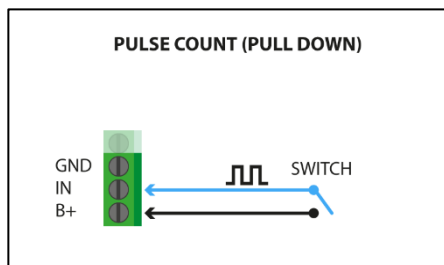 PULSE COUNT (PULL DOWN)
GND
IN
B+
SWITCH